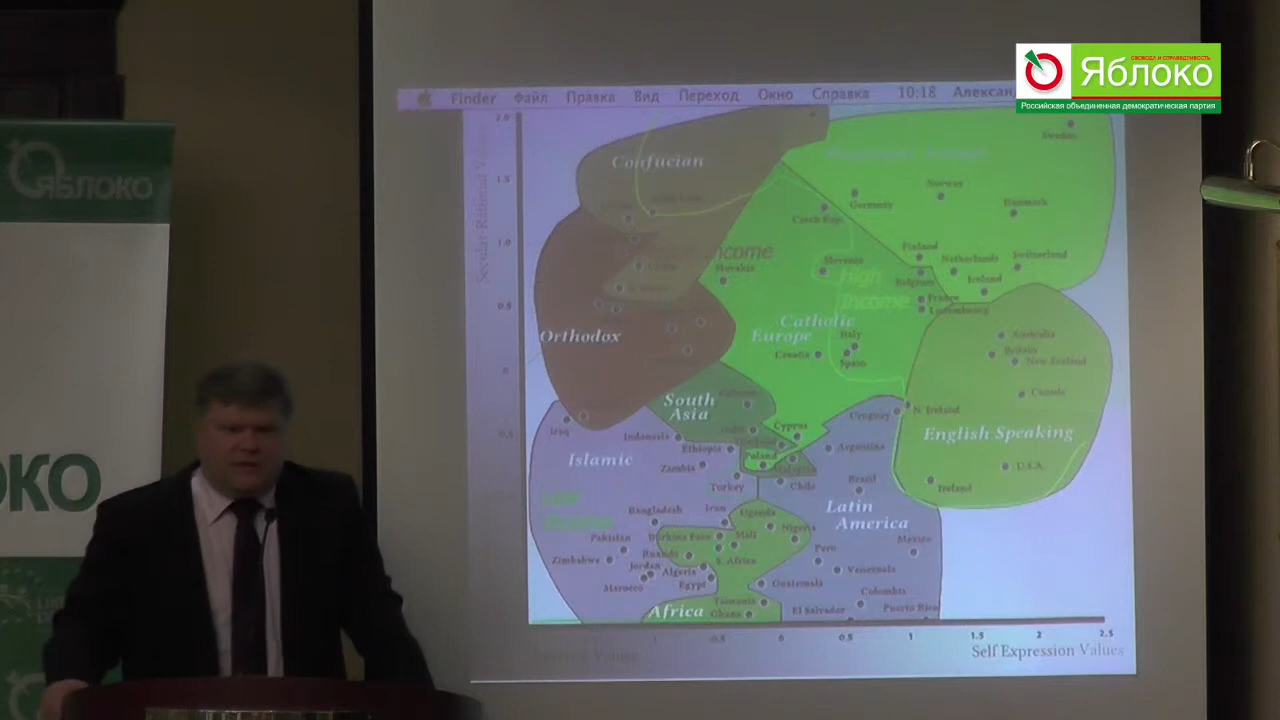 СВОБОДА И СПРАВЕДЛИВОСТЬ
Яблоко
Российская объединенная демократическая партия
ЯБЛОКО
ОКО
Finder Файл Правка Вид Переход Окно Справка 10:18
2.0
Confucian
Sweden
1.5
Norway
Germany
Denmark
Czech Rep.
1.0
Income
Finland
Slovakia
Slovenia
Netherlands
Switzerland
High
Income
Belgium
Iceland
0.5
France
Luxembourg
Orthodox
Catholic
Europe
Italy
Australia
Britain
Croatia
Spain
New Zealand
0
Canada
South
Asia
Uruguay
N. Ireland
0.5
Iraq
Indonesia
Cyprus
English Speaking
Ethiopia
Argentina
Islamic
Poland
Zambia
U.S.A.
Turkey
Chile
Brazil
Ireland
Latin
America
Bangladesh
Iran
Uganda
Nigeria
Pakistan
Burkina Faso
Mali
Mexico
Zimbabwe
Ruanda
S. Africa
Peru
Jordan
Algeria
Venezuela
Marocco
Egypt
Guatemala
Colombia
Tanzania
Africa
Ghana
El Salvador
Puerto Rico
1
0.5
0
0.5
1
1.5
2
2.5
Self Expression Values